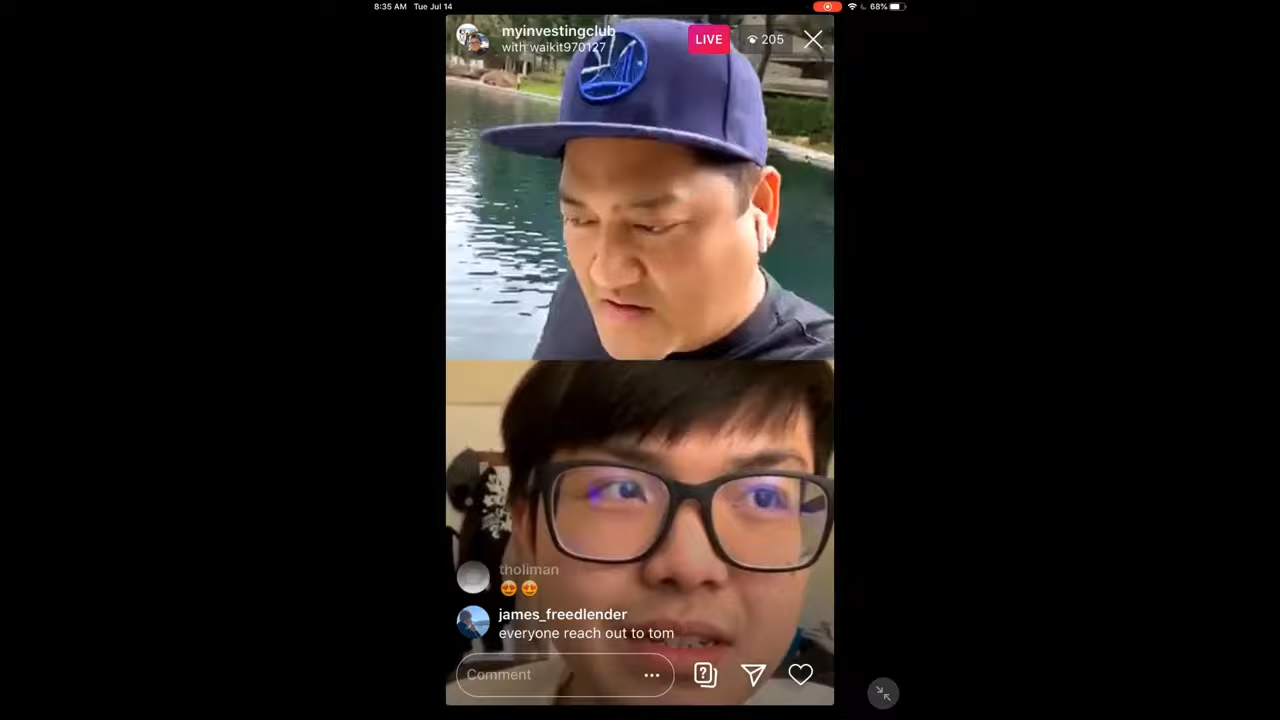 8:35 AM Tue Jul 14
68%
myinvestingclub
with waikit970127
LIVE
205
tholiman
😍😍
james_freedlender
everyone reach out to tom
Comment